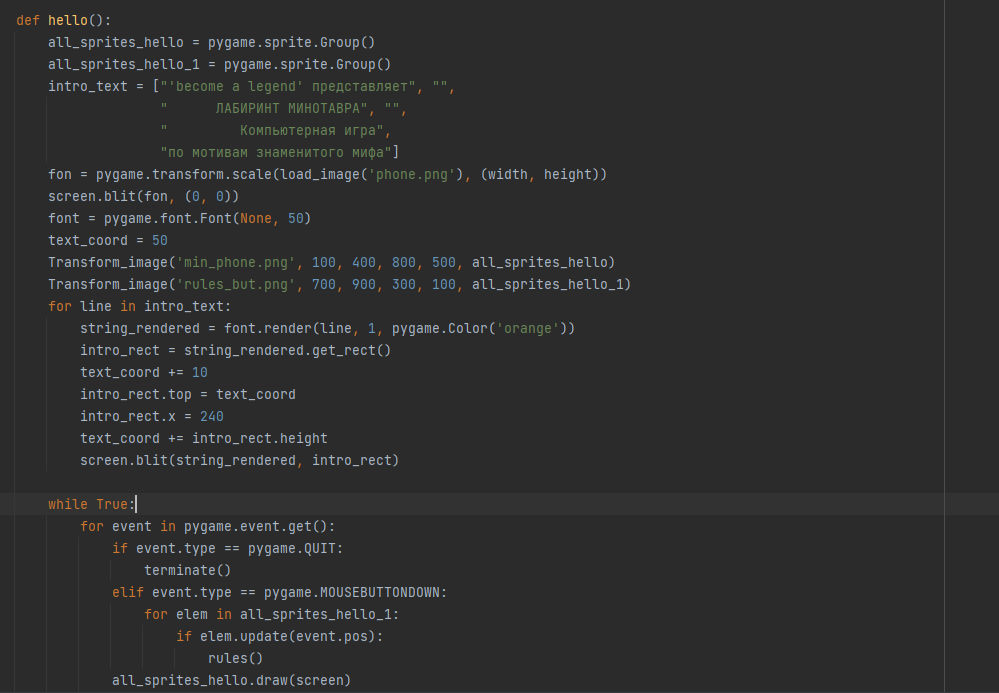 def hello():
    all_sprites_hello = pygame.sprite.Group()
    all_sprites_hello_1 = pygame.sprite.Group()
    intro_text = ["'become a legend' представляет", "",
                  "      ЛАБИРИНТ МИНОТАВРА", "",
                  "         Компьютерная игра",
                  "по мотивам знаменитого мифа"]
    fon = pygame.transform.scale(load_image('phone.png'), (width, height))
    screen.blit(fon, (0, 0))
    font = pygame.font.Font(None, 50)
    text_coord = 50
    Transform_image('min_phone.png', 100, 400, 800, 500, all_sprites_hello)
    Transform_image('rules_but.png', 700, 900, 300, 100, all_sprites_hello_1)
    for line in intro_text:
        string_rendered = font.render(line, 1, pygame.Color('orange'))
        intro_rect = string_rendered.get_rect()
        text_coord += 10
        intro_rect.top = text_coord
        intro_rect.x = 240
        text_coord += intro_rect.height
        screen.blit(string_rendered, intro_rect)

    while True:
        for event in pygame.event.get():
            if event.type == pygame.QUIT:
                terminate()
            elif event.type == pygame.MOUSEBUTTONDOWN:
                for elem in all_sprites_hello_1:
                    if elem.update(event.pos):
                        rules()
            all_sprites_hello.draw(screen)